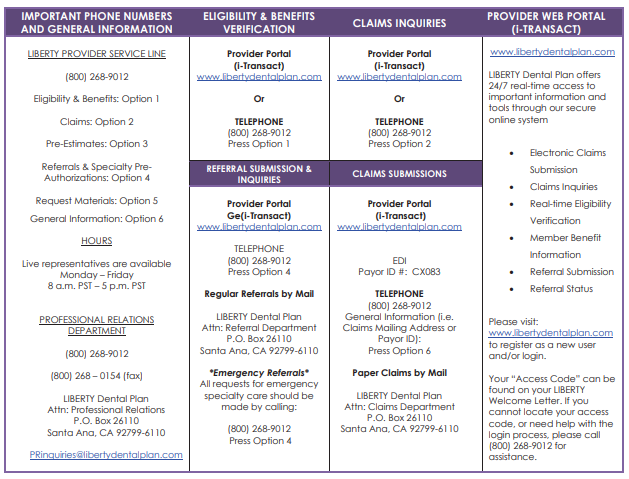 IMPORTANT PHONE NUMBERS
AND GENERAL INFORMATION
LIBERTY PROVIDER SERVICE LINE
(800) 268-9012
Eligibility & Benefits: Option 1
Claims: Option 2
Pre-Estimates: Option 3
Referrals & Specialty Pre-
Authorizations: Option 4
Request Materials: Option 5
General Information: Option 6
HOURS
Live representatives are available
Monday – Friday
8 a.m. PST – 5 p.m. PST
PROFESSIONAL RELATIONS
DEPARTMENT
(800) 268-9012
(800) 268 – 0154 (fax)
LIBERTY Dental Plan
Attn: Professional Relations
P.O. Box 26110
Santa Ana, CA 92799-6110
PRinquiries@libertydentalplan.com
ELIGIBILITY & BENEFITS
VERIFICATION
Provider Portal
(i-Transact)
www.libertydentalplan.com
Or
TELEPHONE
(800) 268-9012
Press Option 1
REFERRAL SUBMISSION &
INQUIRIES
Provider Portal
Ge(i-Transact)
www.libertydentalplan.com
TELEPHONE
(800) 268-9012
Press Option 4
Regular Referrals by Mail
LIBERTY Dental Plan
Attn: Referral Department
P.O. Box 26110
Santa Ana, CA 92799-6110
*Emergency Referrals*
All requests for emergency
specialty care should be
made by calling:
(800) 268-9012
Press Option 4
CLAIMS INQUIRIES
Provider Portal
(i-Transact)
www.libertydentalplan.com
Or
TELEPHONE
(800) 268-9012
Press Option 2
CLAIMS SUBMISSIONS
Provider Portal
(i-Transact)
www.libertydentalplan.com
EDI
Payor ID #: CX083
TELEPHONE
(800) 268-9012
General Information (i.e.
Claims Mailing Address or
Payor ID):
Press Option 6
Paper Claims by Mail
LIBERTY Dental Plan
Attn: Claims Department
P.O. Box 26110
Santa Ana, CA 92799-6110
PROVIDER WEB PORTAL
(i-TRANSACT)
www.libertydentalplan.com
LIBERTY Dental Plan offers
24/7 real-time access to
important information and
tools through our secure
online system
• Electronic Claims
Submission
• Claims Inquiries
• Real-time Eligibility
Verification
• Member Benefit
Information
• Referral Submission
• Referral Status
Please visit:
www.libertydentalplan.com
to register as a new user
and/or login.
Your “Access Code” can be
found on your LIBERTY
Welcome Letter. If you
cannot locate your access
code, or need help with the
login process, please call
(800) 268-9012 for
assistance.